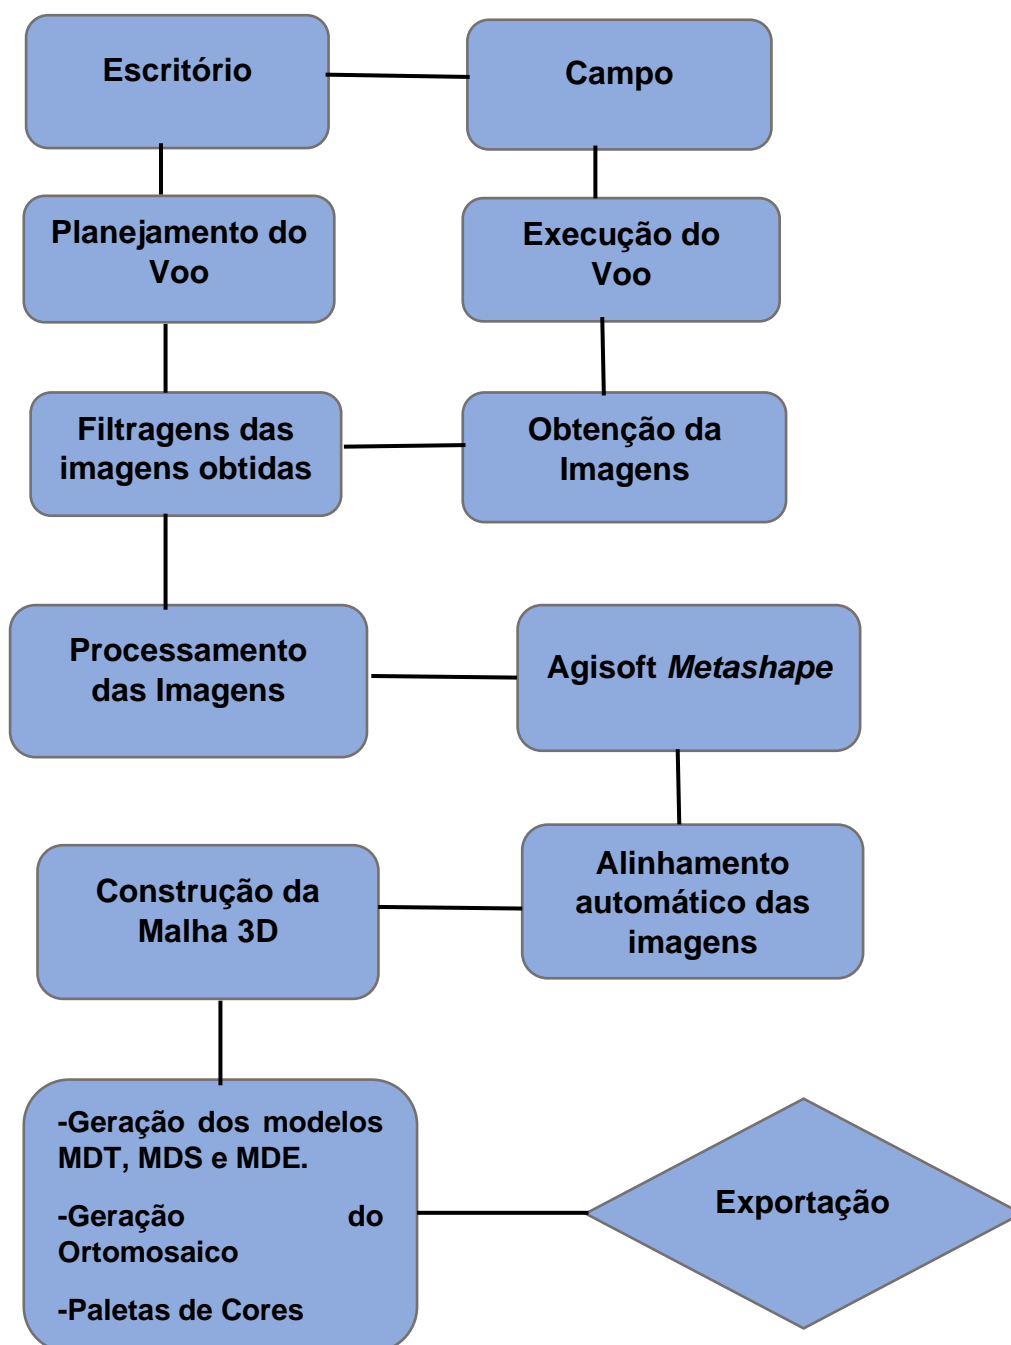 Escritório
Campo
Planejamento do
Voo
Execução do
Voo
Filtragens das
imagens obtidas
Obtenção da
Imagens
Processamento
das Imagens
Agisoft Metashape
Alinhamento
automático das
imagens
Construção da
Malha 3D
-Geração dos modelos
MDT, MDS e MDE.
-Geração do
Ortomosaico
-Paletas de Cores
Exportação